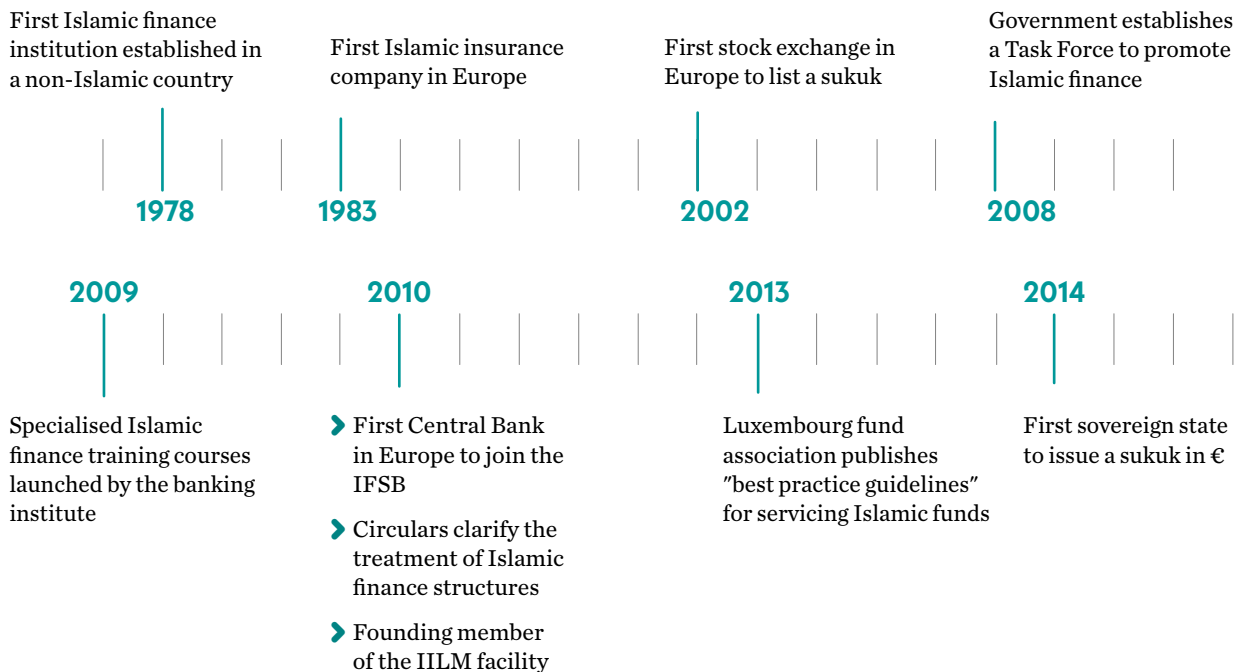 First Islamic finance
institution established in
a non-Islamic country
1978
First Islamic insurance
company in Europe
1983
First stock exchange in
Europe to list a sukuk
2002
Government establishes
a Task Force to promote
Islamic finance
2008
2009
Specialised Islamic
finance training courses
launched by the banking
institute
2010
First Central Bank
in Europe to join the
IFSB
Circulars clarify the
treatment of Islamic
finance structures
Founding member
of the IILM facility
2013
Luxembourg fund
association publishes
"best practice guidelines"
for servicing Islamic funds
2014
First sovereign state
to issue a sukuk in €